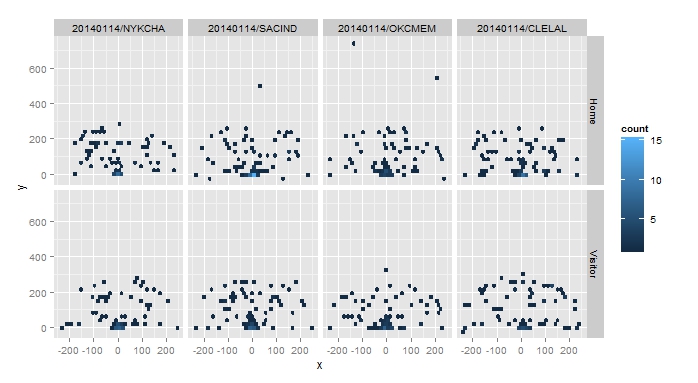 20140114/NYKCHA 20140114/SACIND 20140114/OKCMEM 20140114/CLELAL
600
400
200
0
Home
600
400
200
0
Visitor
y
-200 -100 0 100 200 -200 -100 0 100 200 -200 -100 0 100 200 -200 -100 0 100 200
x
count
15
10
5